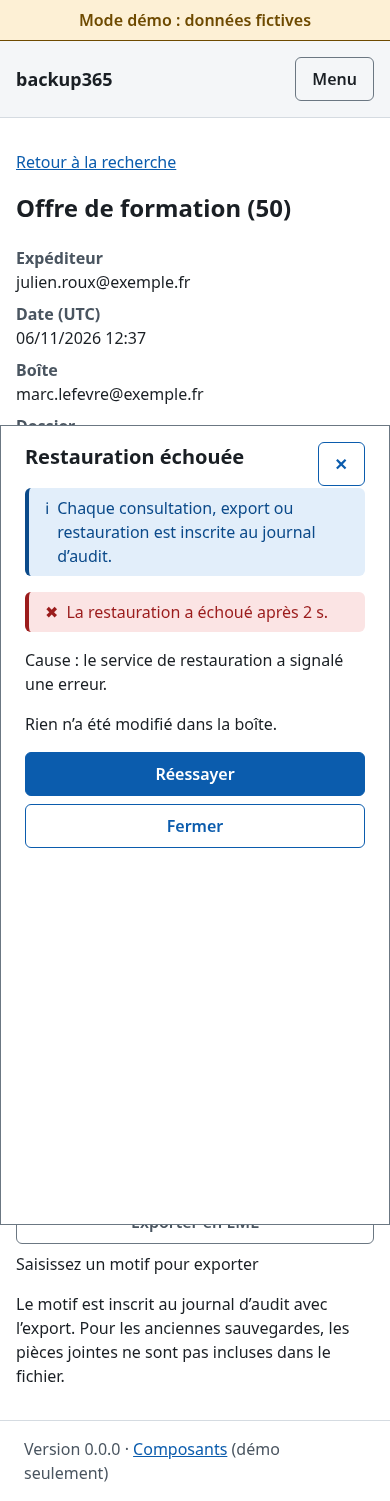 Mode démo : données fictives
backup365
Menu
Retour à la recherche
Offre de formation (50)
Expéditeur
julien.roux@exemple.fr
Date (UTC)
06/11/2026 12:37
Boîte
marc.lefevre@exemple.fr
Dossier
Restauration échouée
×
i Chaque consultation, export ou
restauration est inscrite au journal
d’audit.
✖ La restauration a échoué après 2 s.
Cause : le service de restauration a signalé
une erreur.
Rien n’a été modifié dans la boîte.
Réessayer
Fermer
Exporter en EML
Saisissez un motif pour exporter
Le motif est inscrit au journal d’audit avec
l’export. Pour les anciennes sauvegardes, les
pièces jointes ne sont pas incluses dans le
fichier.
Version 0.0.0 · Composants (démo
seulement)